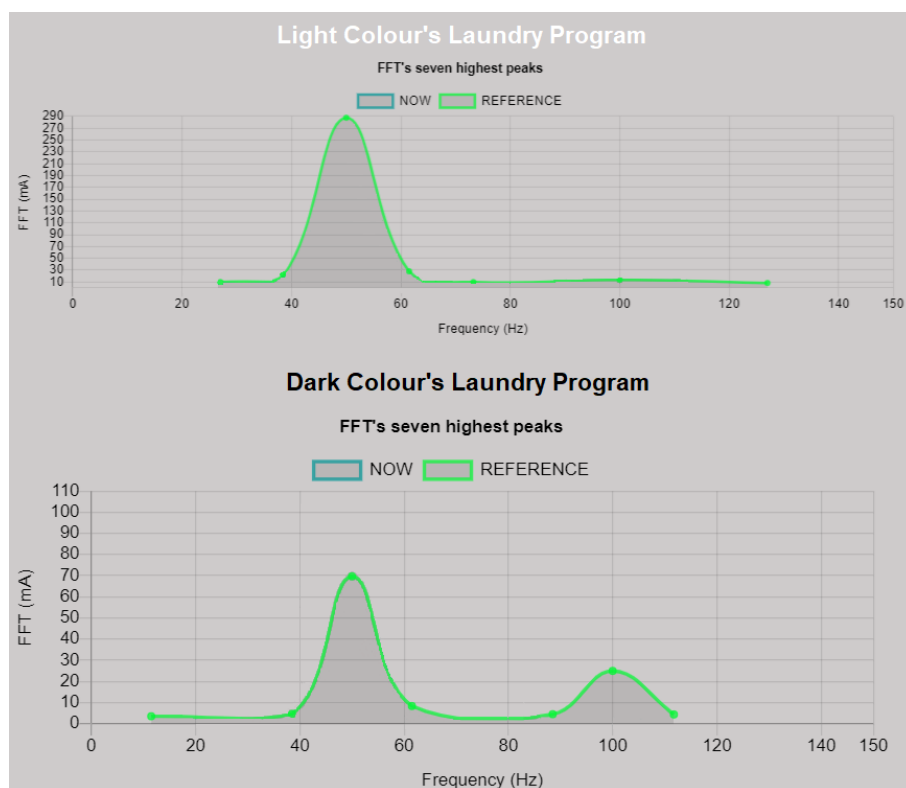 Light Colour's Laundry Program
FFT's seven highest peaks
NOW REFERENCE
290
270
250
230
210
190
170
150
130
110
90
70
50
30
10
FFT (mA)
0 20 40 60 80 100 120 140 150
Frequency (Hz)
Dark Colour's Laundry Program
FFT's seven highest peaks
NOW REFERENCE
110
100
90
80
70
60
50
40
30
20
10
0
FFT (mA)
0 20 40 60 80 100 120 140 150
Frequency (Hz)